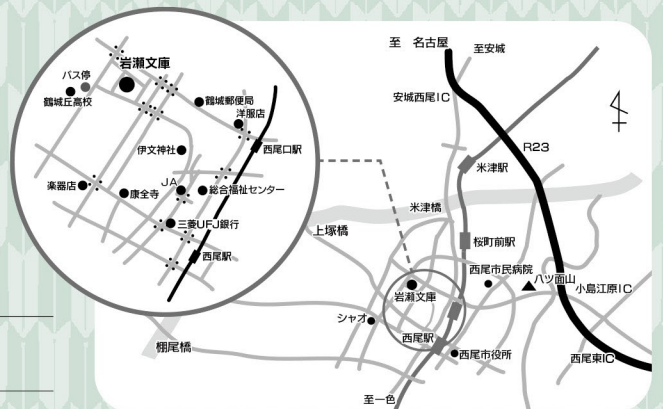 岩瀬文庫
バス停
鶴城丘高校
鶴城郵便局
洋服店
西尾口駅
伊文神社
楽器店
康全寺
JA
総合福祉センター
三菱UFJ銀行
西尾駅
至 名古屋
至安城
安城西尾IC
R23
米津駅
米津橋
上塚橋
桜町前駅
西尾市民病院
八ツ面山
小島江原IC
岩瀬文庫
シャオ
西尾駅
西尾市役所
棚尾橋
西尾東IC
至一色